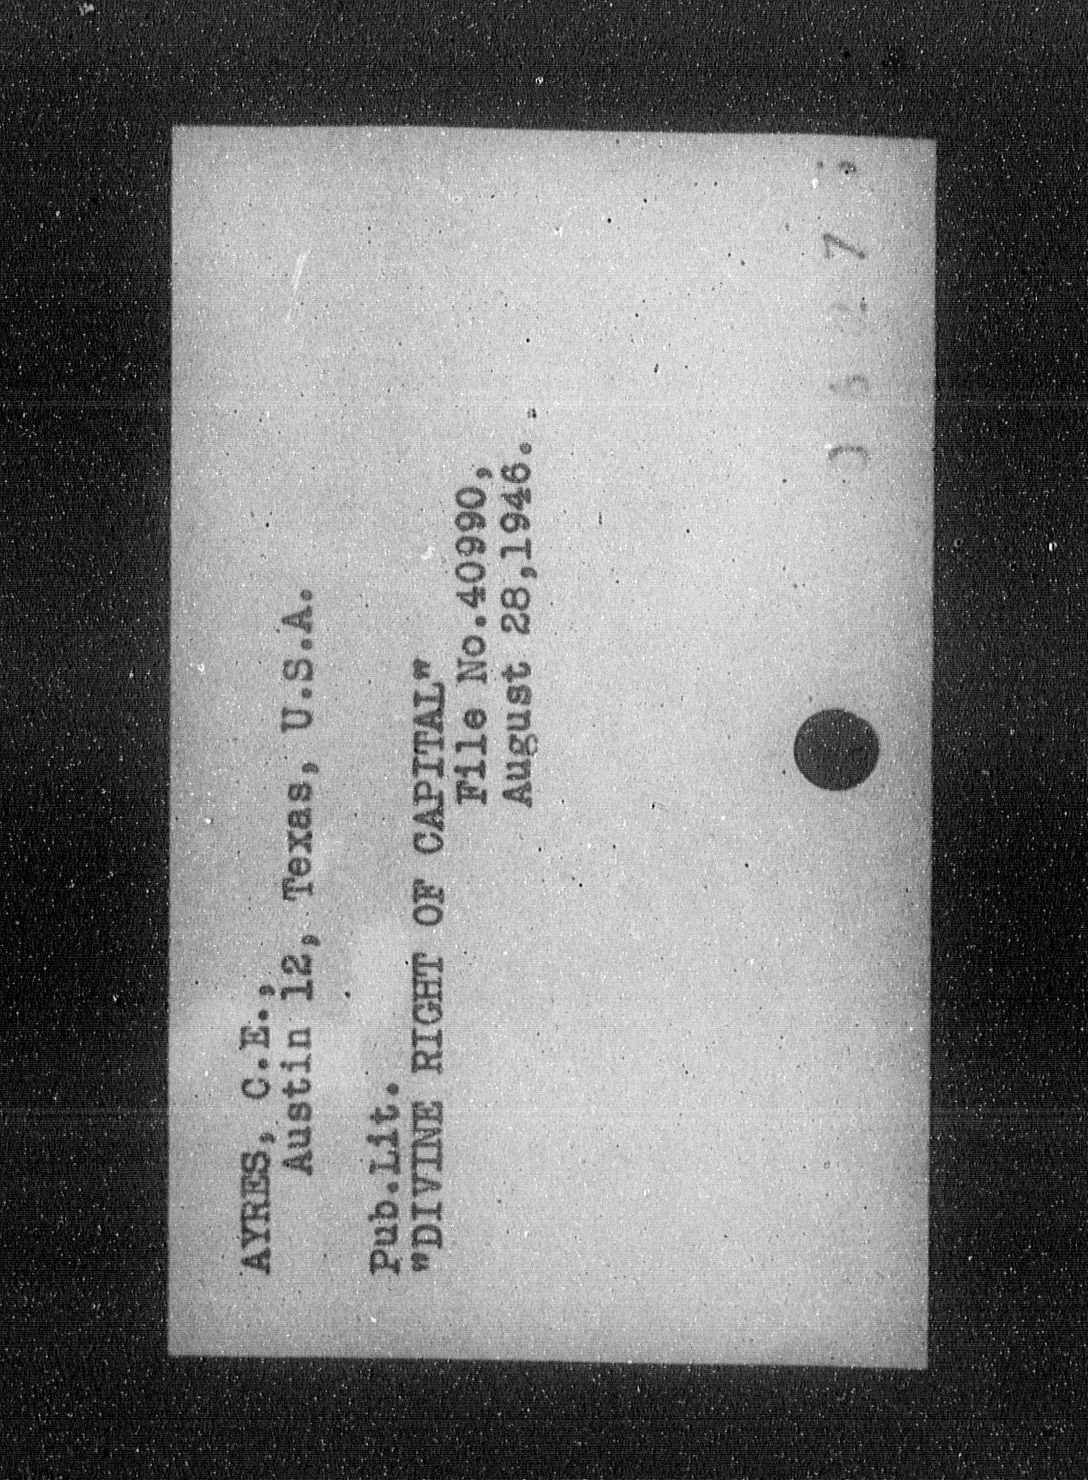 AYRES, C.E.,
Austin 12, Texas, U.S.A.
Pub.Lit.
"DIVINE RIGHT OF CAPITAL"
File No.40990,
August 28,1946.